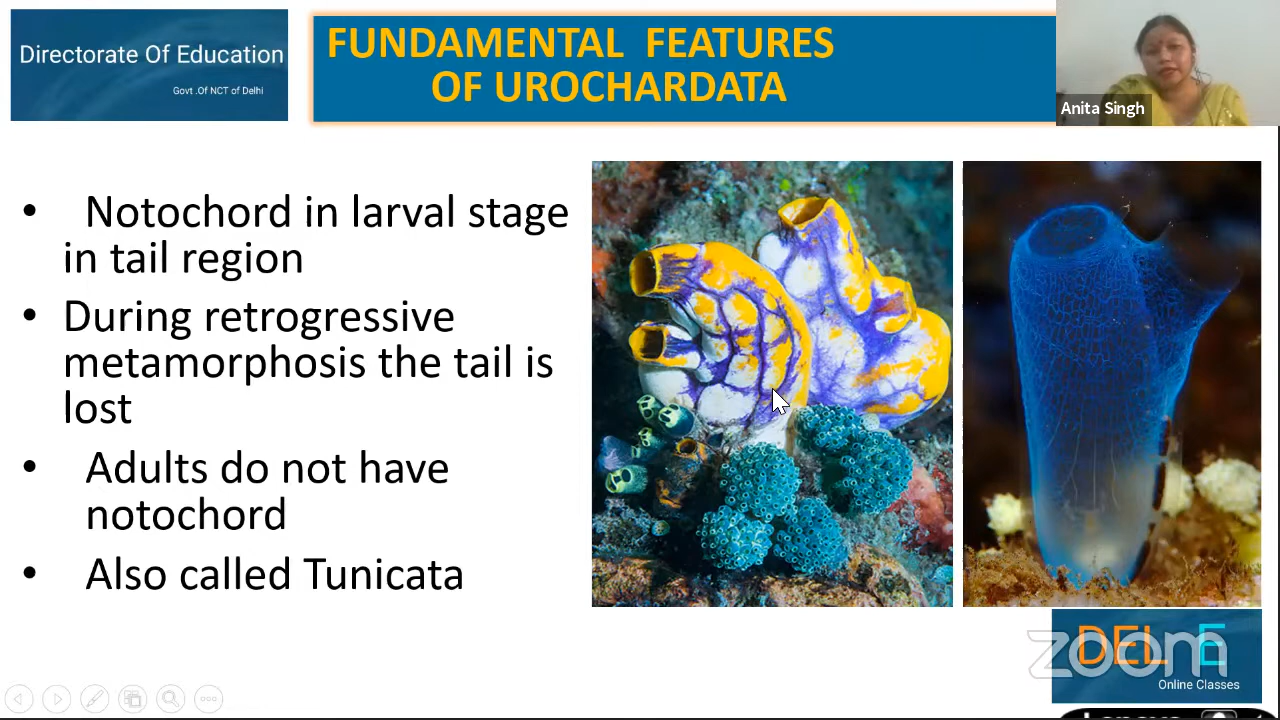 Directorate Of Education
Govt .Of NCT of Delhi
FUNDAMENTAL FEATURES
OF UROCHARDATA
Anita Singh
• Notochord in larval stage
in tail region
• During retrogressive
metamorphosis the tail is
lost
• Adults do not have
notochord
• Also called Tunicata
zoom
DEL E
Online Classes